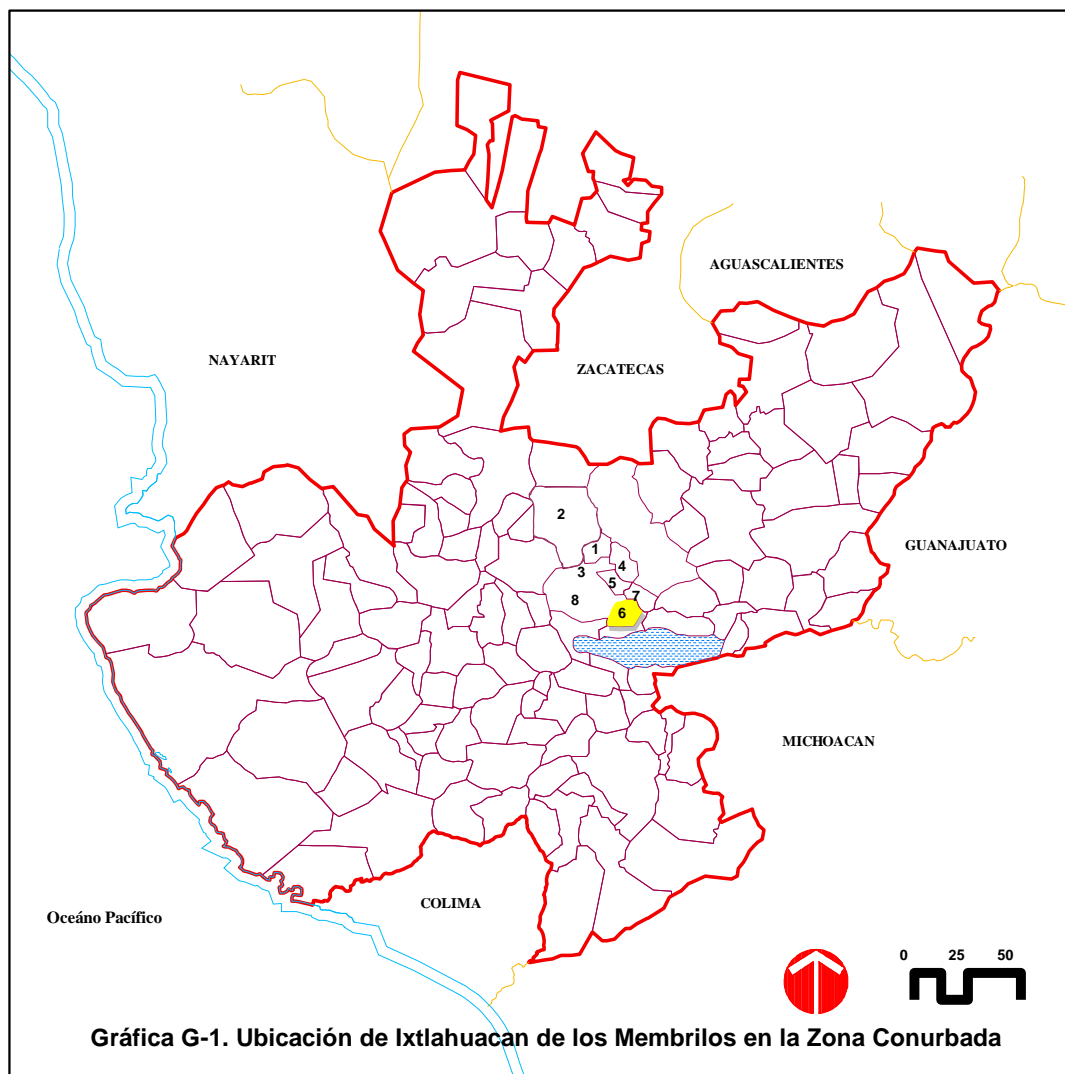 AGUASCALIENTES
NAYARIT
ZACATECAS
2
GUANAJUATO
1
4
3
5
7
8
6
MICHOACAN
COLIMA
Oceáno Pacífico
0 25 50
Gráfica G-1. Ubicación de Ixtlahuacan de los Membrilos en la Zona Conurbada